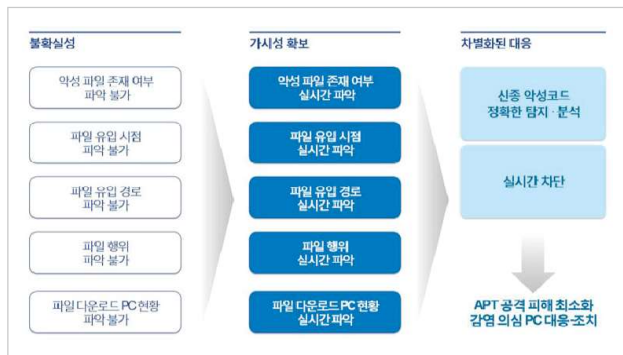 불확실성
악성 파일 존재 여부
파악 불가
파일 유입 시점
파악 불가
파일 유입 경로
파악 불가
파일 행위
파악 불가
파일 다운로드 PC 현황
파악 불가
가시성 확보
악성 파일 존재 여부
실시간 파악
파일 유입 시점
실시간 파악
파일 유입 경로
실시간 파악
파일 행위
실시간 파악
파일 다운로드 PC 현황
실시간 파악
차별화된 대응
신종 악성코드
정확한 탐지 · 분석
실시간 차단
APT 공격 피해 최소화
감염 의심 PC 대응·조치